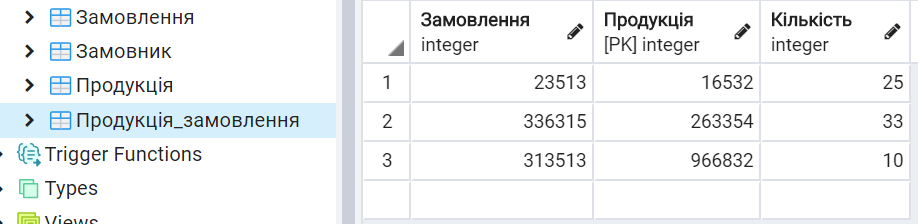 Замовлення
Замовник
Продукція
Продукція_замовлення
Trigger Functions
Types
Views
Замовлення Продукція Кількість
integer [PK] integer integer
1 23513 16532 25
2 336315 263354 33
3 313513 966832 10